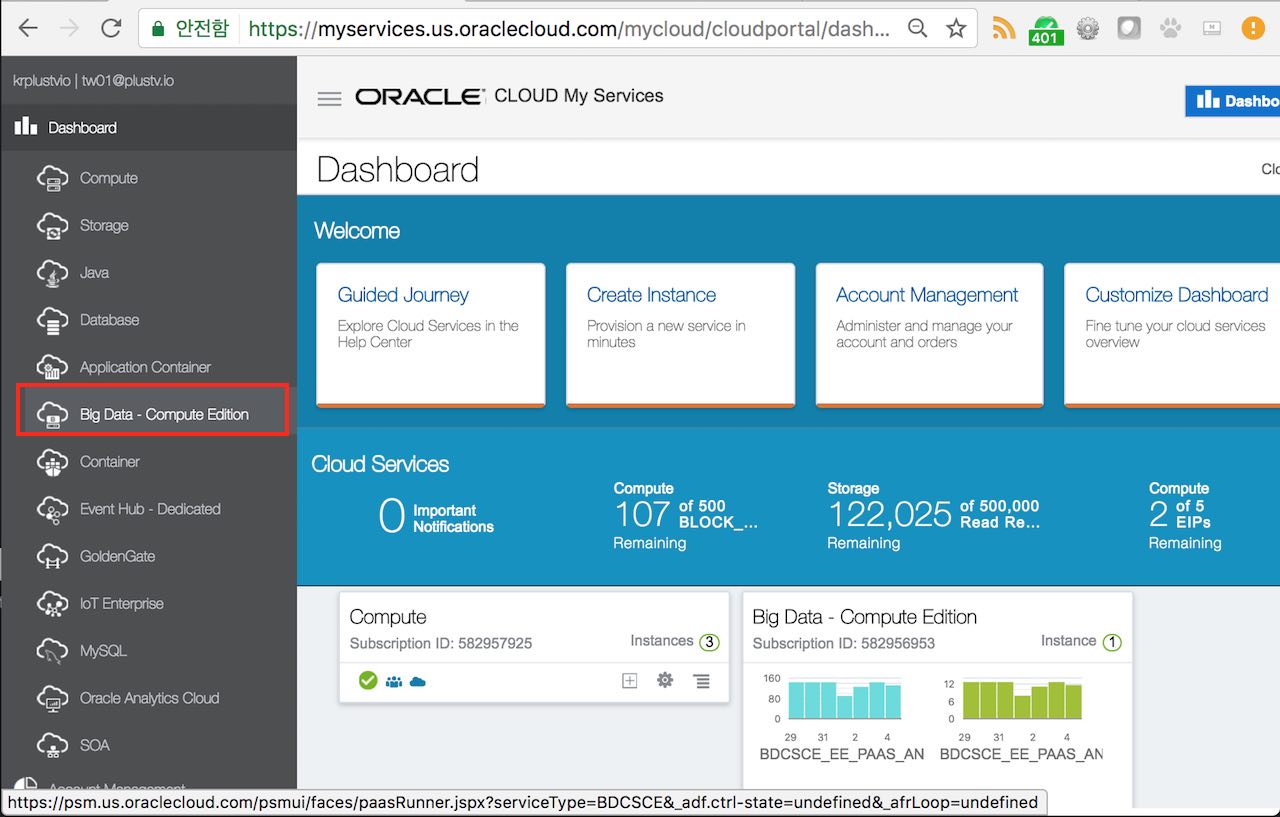 안전함 https://myservices.us.oraclecloud.com/mycloud/cloudportal/dash...
401
krplustvio | tw01@plustv.io
ORACLE CLOUD My Services
Dashbo
Dashboard
Compute
Storage
Java
Database
Application Container
Big Data - Compute Edition
Container
Event Hub - Dedicated
GoldenGate
IoT Enterprise
MySQL
Oracle Analytics Cloud
SOA
Account Management
Dashboard
Clo
Welcome
Guided Journey
Explore Cloud Services in the
Help Center
Create Instance
Provision a new service in
minutes
Account Management
Administer and manage your
account and orders
Customize Dashboard
Fine tune your cloud services
overview
Cloud Services
0 Important
Notifications
Compute
107 of 500
BLOCK_...
Remaining
Storage
122,025 of 500,000
Read Re...
Remaining
Compute
2 of 5
EIPs
Remaining
Compute
Subscription ID: 582957925
Instances 3
Big Data - Compute Edition
Subscription ID: 582956953
Instance 1
160
80
0
29 31 2 4
BDCSCE_EE_PAAS_AN
12
6
0
29 31 2 4
BDCSCE_EE_PAAS_AN
https://psm.us.oraclecloud.com/psmui/faces/paasRunner.jspx?serviceType=BDCSCE&_adf.ctrl-state=undefined&_afrLoop=undefined